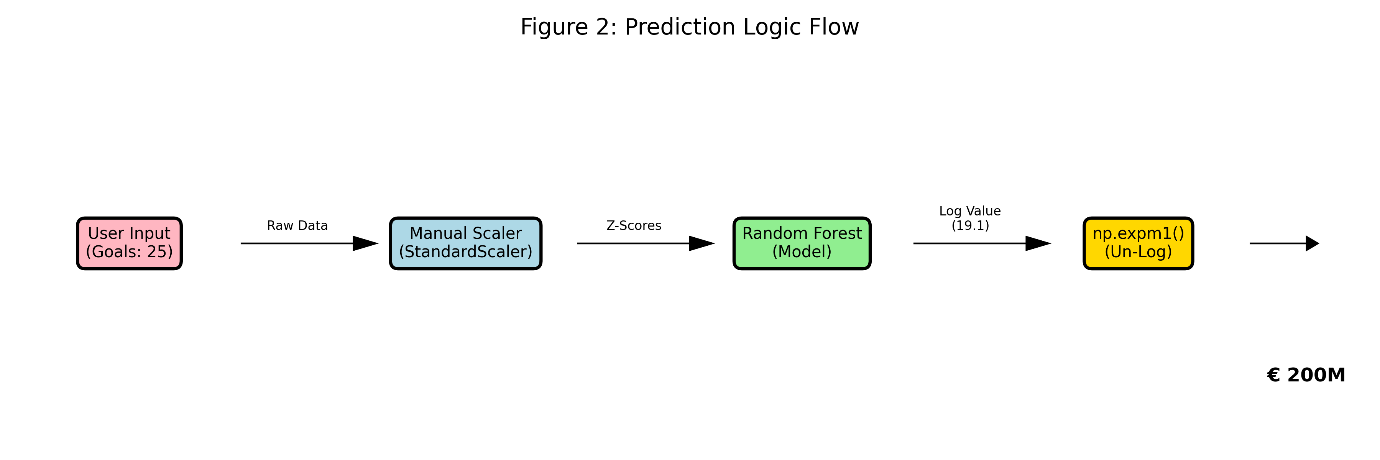 Figure 2: Prediction Logic Flow
User Input
(Goals: 25)
Raw Data
Manual Scaler
(StandardScaler)
Z-Scores
Random Forest
(Model)
Log Value
(19.1)
np.expm1()
(Un-Log)
€ 200M